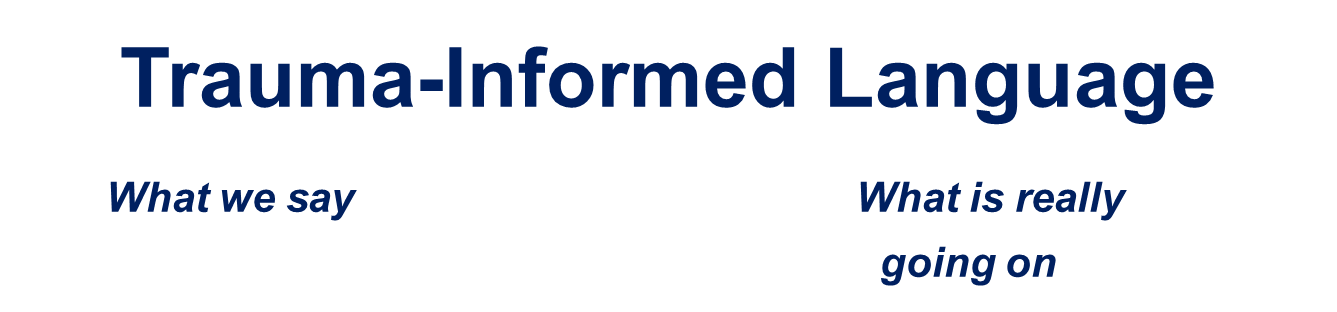 Trauma-Informed Language
What we say
What is really
going on